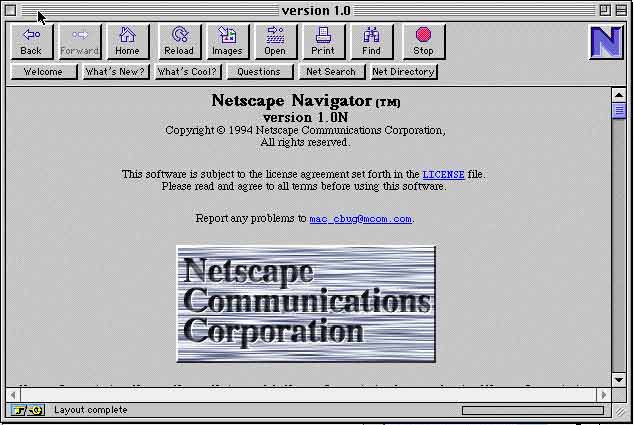 version 1.0
Back Forward Home Reload Images Open Print Find Stop
N
Welcome What's New? What's Cool? Questions Net Search Net Directory
Netscape Navigator (TM)
version 1.0N
Copyright © 1994 Netscape Communications Corporation,
All rights reserved.
This software is subject to the license agreement set forth in the LICENSE file.
Please read and agree to all terms before using this software.
Report any problems to mac_cbug@mcom.com.
Netscape
Communications
Corporation
Layout complete